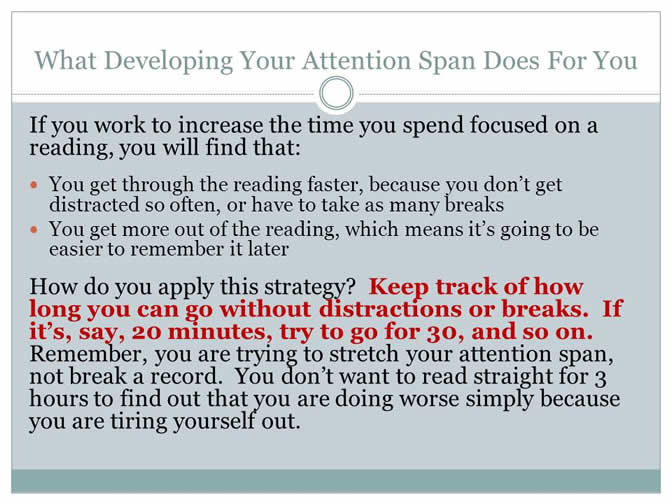 What Developing Your Attention Span Does For You
If you work to increase the time you spend focused on a
reading, you will find that:
• You get through the reading faster, because you don't get
distracted so often, or have to take as many breaks
• You get more out of the reading, which means it's going to be
easier to remember it later
How do you apply this strategy?  Keep track of how
long you can go without distractions or breaks.  If
it's, say, 20 minutes, try to go for 30, and so on.
Remember, you are trying to stretch your attention span,
not break a record.  You don't want to read straight for 3
hours to find out that you are doing worse simply because
you are tiring yourself out.